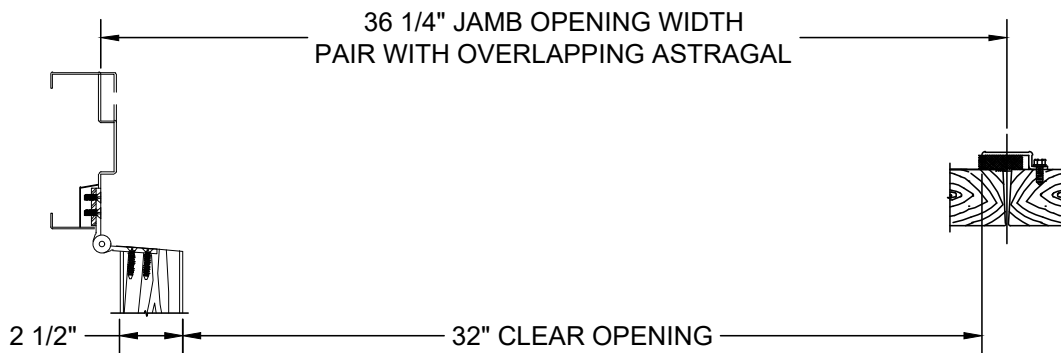 36 1/4" JAMB OPENING WIDTH
PAIR WITH OVERLAPPING ASTRAGAL
2 1/2"
32" CLEAR OPENING